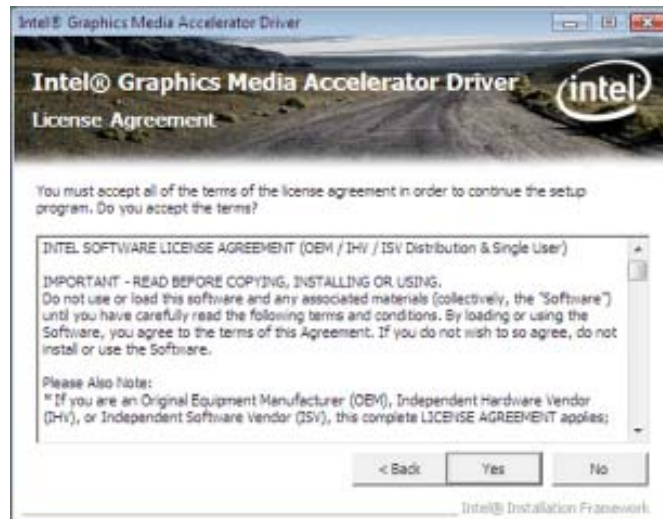 Intel® Graphics Media Accelerator Driver
Intel® Graphics Media Accelerator Driver
intel
License Agreement
You must accept all of the terms of the license agreement in order to continue the setup
program. Do you accept the terms?
INTEL SOFTWARE LICENSE AGREEMENT (OEM / IHV / ISV Distribution & Single User)
IMPORTANT - READ BEFORE COPYING, INSTALLING OR USING.
Do not use or load this software and any associated materials (collectively, the "Software")
until you have carefully read the following terms and conditions. By loading or using the
Software, you agree to the terms of this Agreement. If you do not wish to so agree, do not
install or use the Software.
Please Also Note:
* If you are an Original Equipment Manufacturer (OEM), Independent Hardware Vendor
(IHV), or Independent Software Vendor (ISV), this complete LICENSE AGREEMENT applies;
< Back
Yes
No
Intel® Installation Framework